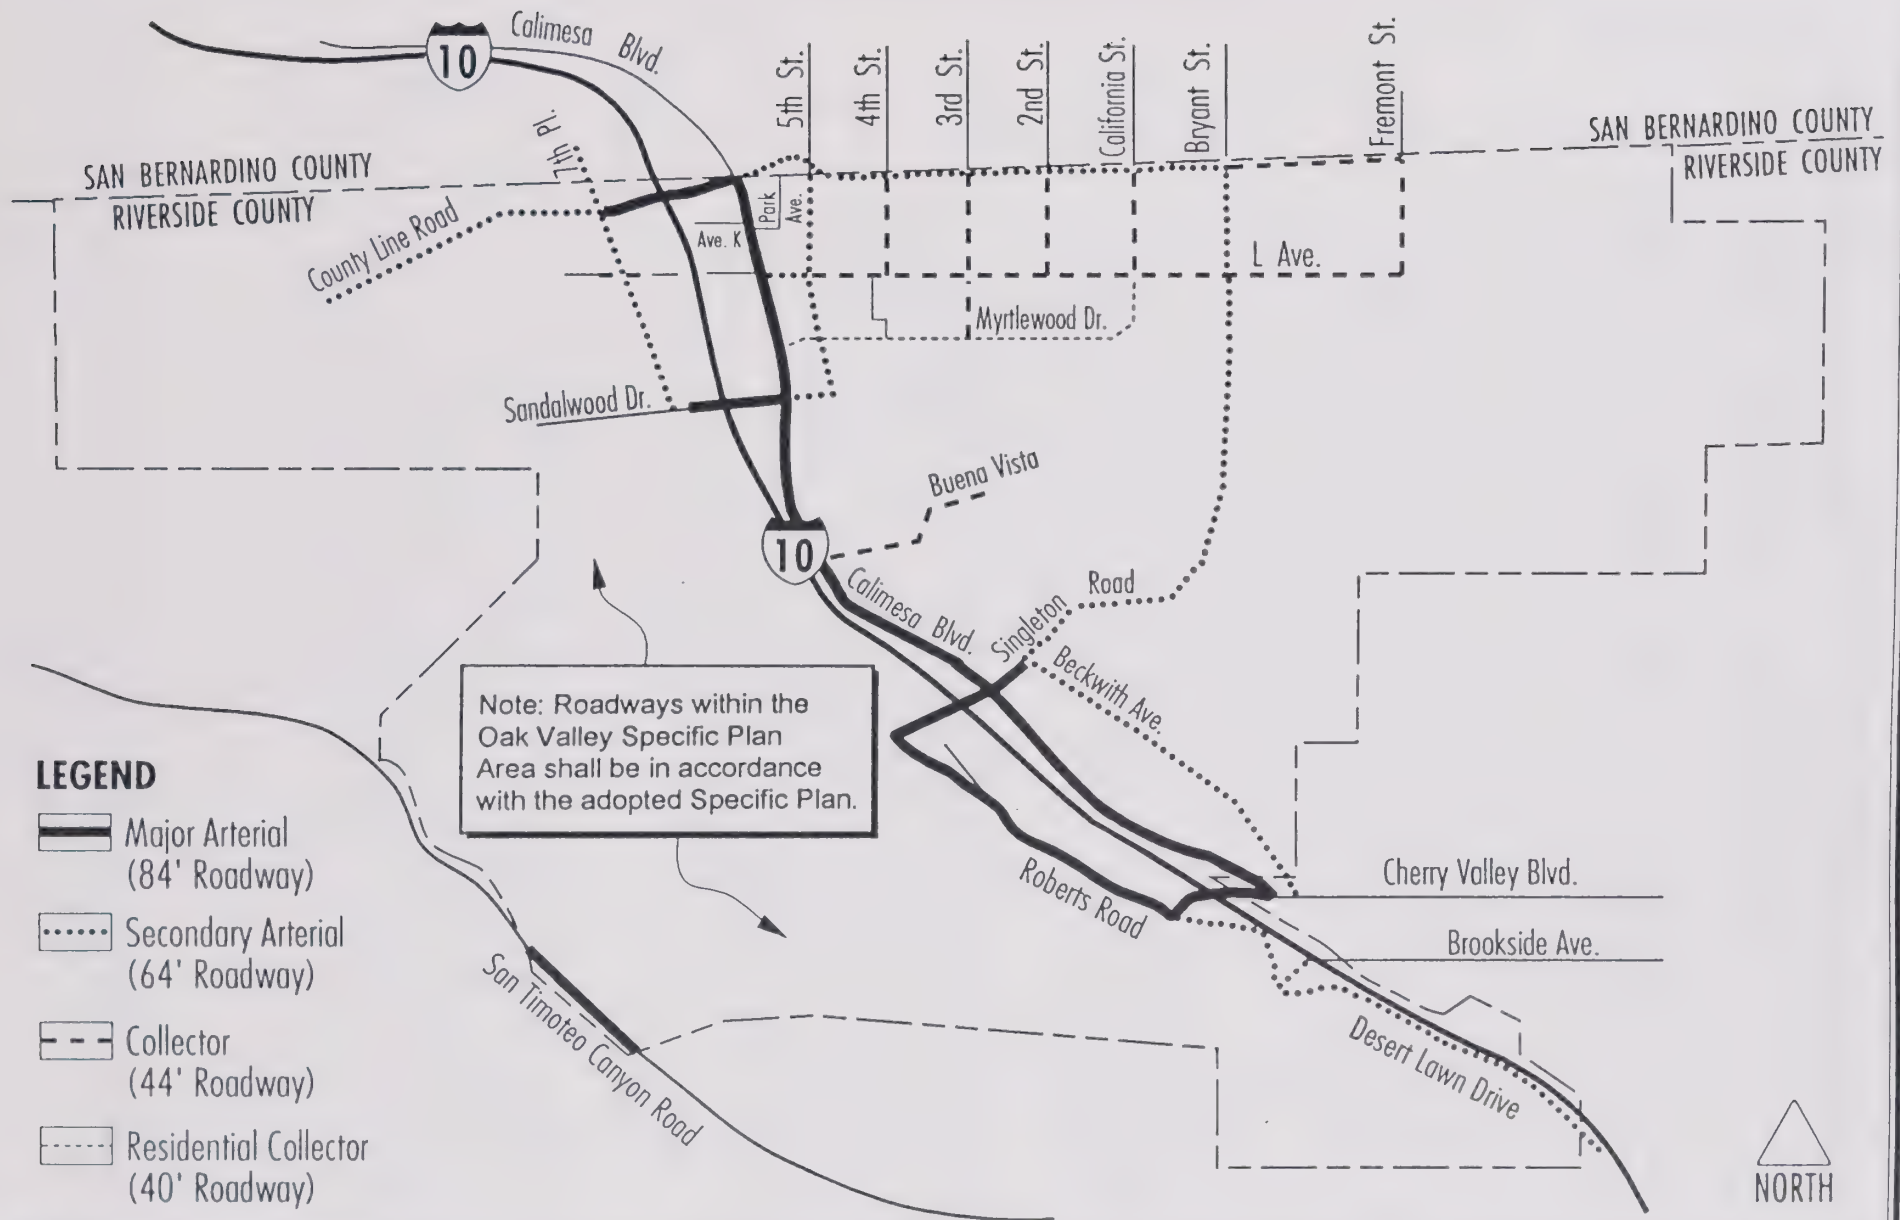 10
Calimesa Blvd.
5th St.
4th St.
3rd St.
2nd St.
California St.
Bryant St.
Fremont St.
7th Pl.
SAN BERNARDINO COUNTY
RIVERSIDE COUNTY
SAN BERNARDINO COUNTY
RIVERSIDE COUNTY
County Line Road
Park
Ave.
Ave. K
L Ave.
Myrtlewood Dr.
Sandalwood Dr.
Buena Vista
10
Calimesa Blvd.
Singleton Road
Beckwith Ave.
Note: Roadways within the
Oak Valley Specific Plan
Area shall be in accordance
with the adopted Specific Plan.
Roberts Road
Cherry Valley Blvd.
Brookside Ave.
Desert Lawn Drive
San Timoteo Canyon Road
LEGEND
Major Arterial
(84' Roadway)
Secondary Arterial
(64' Roadway)
Collector
(44' Roadway)
Residential Collector
(40' Roadway)
NORTH